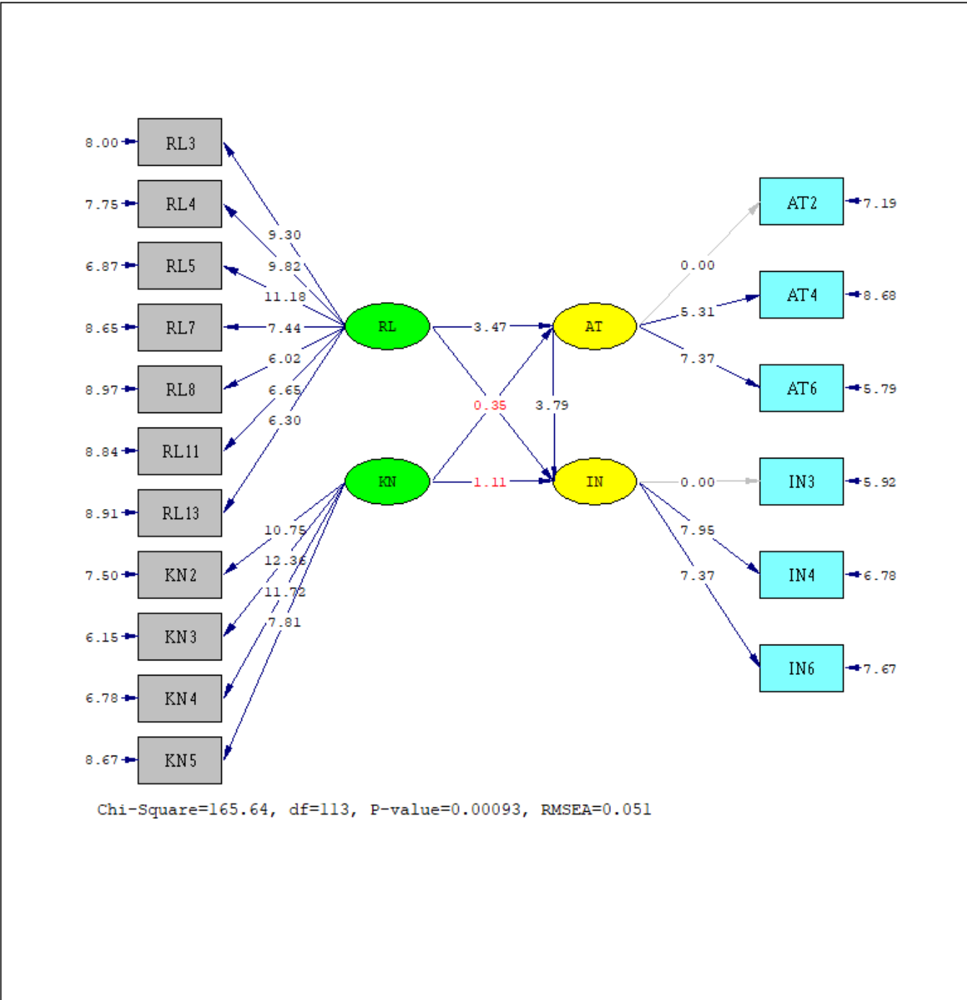 8.00 RL3
7.75 RL4 AT2 7.19
9.30
6.87 RL5 9.82 0.00
11.18 AT4 8.68
5.31
8.65 RL7 7.44 RL 3.47 AT
6.02 7.37
8.97 RL8 6.65 AT6 5.79
0.35 3.79
6.30
8.84 RL11
KN 1.11 IN 0.00 IN3 5.92
8.91 RL13
10.75 7.95
12.36
7.50 KN2 7.37 IN4 6.78
11.72
7.81
6.15 KN3
IN6 7.67
6.78 KN4
8.67 KN5
Chi-Square=165.64, df=113, P-value=0.00093, RMSEA=0.051